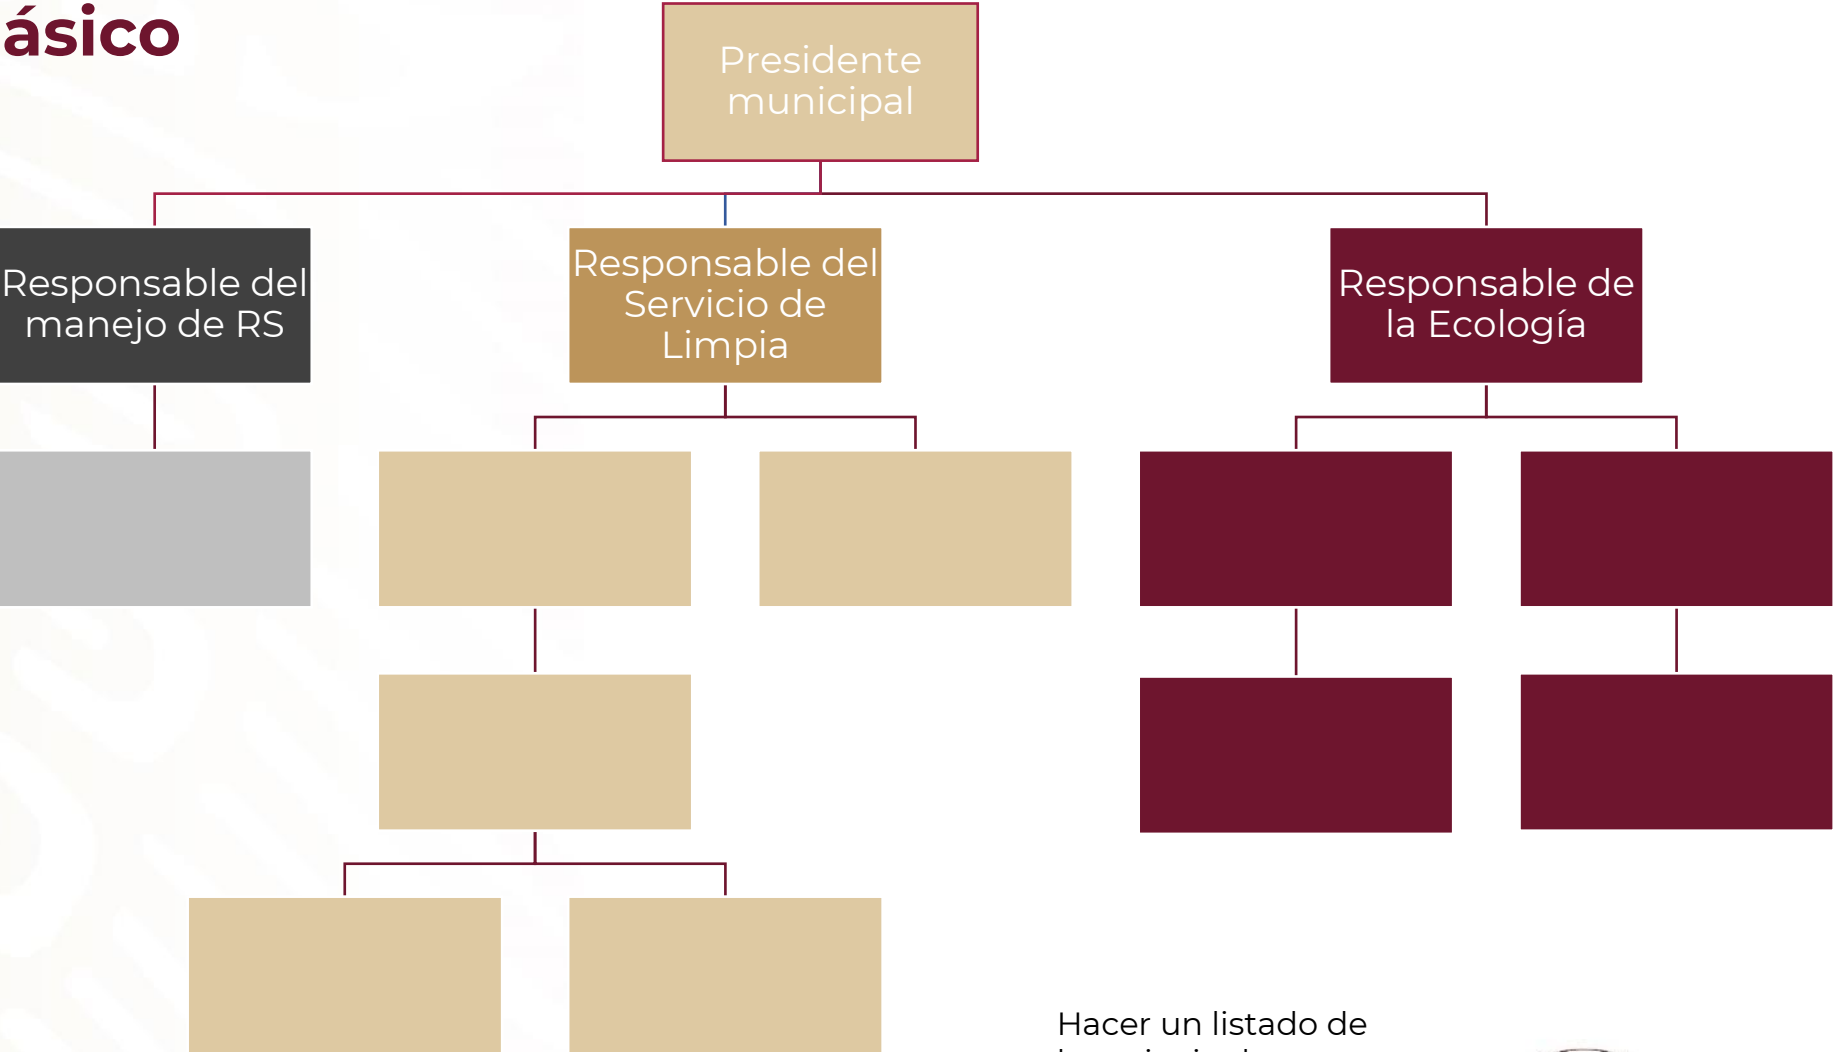 ásico
Presidente
municipal
Responsable del
manejo de RS
Responsable del
Servicio de
Limpia
Responsable de
la Ecología
Hacer un listado de